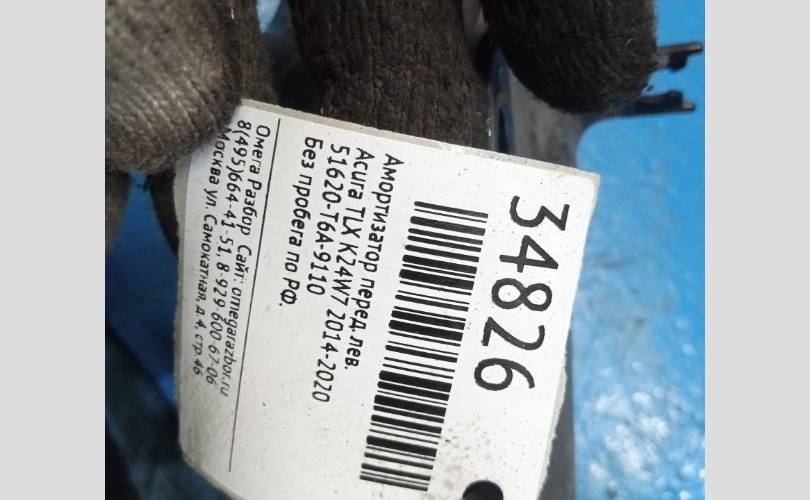 34826
Амортизатор перед. лев.
Acura TLX K24W7 2014-2020
51620-T6A-9110
Без пробега по РФ.
Омега Разбор Сайт: omegarazbor.ru
8(495)664-41-51, 8-929-600-67-06
Москва ул. Самокатная, д.4, стр.46